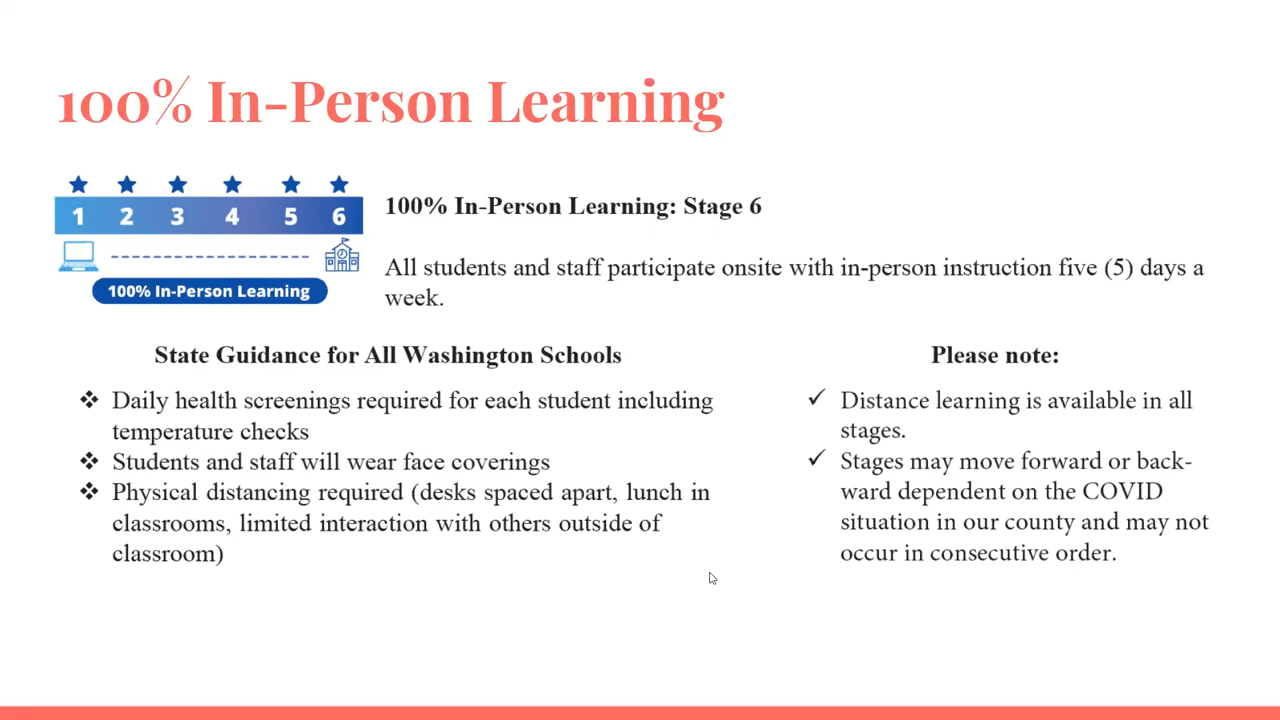 100% In-Person Learning
1 2 3 4 5 6
100% In-Person Learning
100% In-Person Learning: Stage 6
All students and staff participate onsite with in-person instruction five (5) days a
week.
State Guidance for All Washington Schools
❖ Daily health screenings required for each student including
temperature checks
❖ Students and staff will wear face coverings
❖ Physical distancing required (desks spaced apart, lunch in
classrooms, limited interaction with others outside of
classroom)
Please note:
✓ Distance learning is available in all
stages.
✓ Stages may move forward or back-
ward dependent on the COVID
situation in our county and may not
occur in consecutive order.